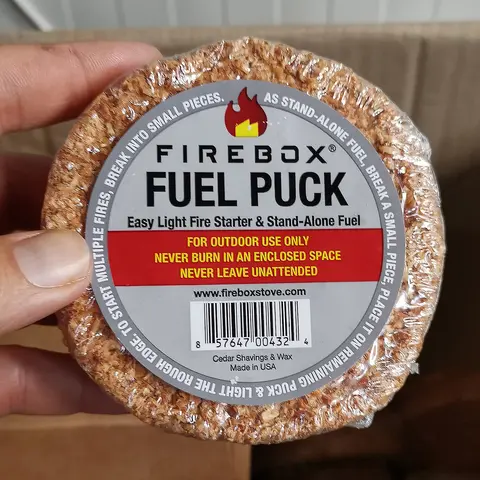 TO START MULTIPLE FIRES, BREAK INTO SMALL PIECES.
AS STAND-ALONE FUEL, BREAK A SMALL PIECE, PLACE IT ON REMAINING PUCK & LIGHT THE ROUGH EDGE.
FIREBOX®
FUEL PUCK
Easy Light Fire Starter & Stand-Alone Fuel
FOR OUTDOOR USE ONLY
NEVER BURN IN AN ENCLOSED SPACE
NEVER LEAVE UNATTENDED
www.fireboxstove.com
8 57647 00432 4
Cedar Shavings & Wax
Made in USA